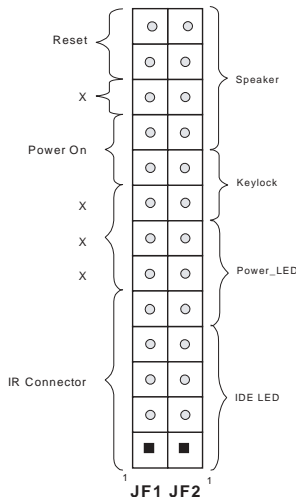 Reset
Speaker
X
Power On
Keylock
X
X
X
Power_LED
IR Connector
IDE LED
1
1
JF1 JF2